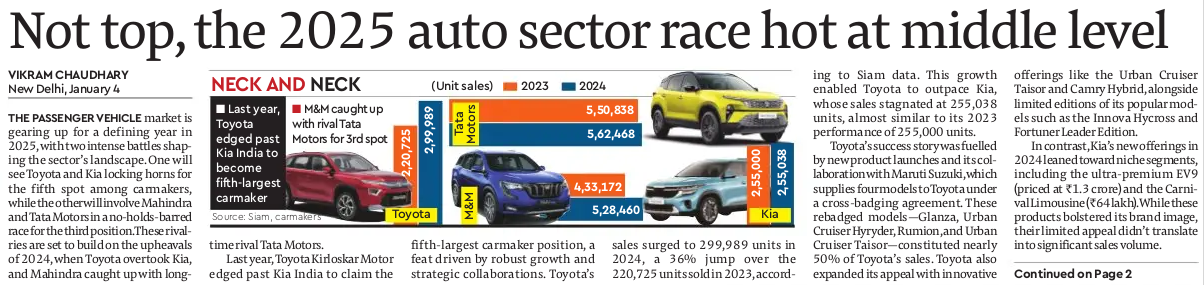 Not top, the 2025 auto sector race hot at middle level
VIKRAM CHAUDHARY
New Delhi, January 4
THE PASSENGER VEHICLE market is
gearing up for a defining year in
2025, with two intense battles shap-
ing the sector's landscape. One will
see Toyota and Kia locking horns for
the fifth spot among carmakers,
while the other will involve Mahindra
and Tata Motors in a no-holds-barred
race for the third position. These rival-
ries are set to build on the upheavals
of 2024, when Toyota overtook Kia,
and Mahindra caught up with long-
NECK AND NECK
(Unit sales) 2023 2024
Last year,
Toyota
edged past
Kia India to
become
fifth-largest
carmaker
M&M caught up
with rival Tata
Motors for 3rd spot
2,20,725
2,99,989
Toyota
Tata
Motors
5,50,838
5,62,468
M&M
4,33,172
5,28,460
2,55,000
2,55,038
Kia
Source: Siam, carmakers
time rival Tata Motors.
Last year, Toyota Kirloskar Motor
edged past Kia India to claim the
fifth-largest carmaker position, a
feat driven by robust growth and
strategic collaborations. Toyota's
sales surged to 299,989 units in
2024, a 36% jump over the
220,725 units sold in 2023, accord-
ing to Siam data. This growth
enabled Toyota to outpace Kia,
whose sales stagnated at 255,038
units, almost similar to its 2023
performance of 255,000 units.
Toyota's success story was fuelled
by new product launches and its col-
laboration with Maruti Suzuki, which
supplies four models to Toyota under
a cross-badging agreement. These
rebadged models—Glanza, Urban
Cruiser Hyryder, Rumion, and Urban
Cruiser Taisor—constituted nearly
50% of Toyota's sales. Toyota also
expanded its appeal with innovative
offerings like the Urban Cruiser
Taisor and Camry Hybrid, alongside
limited editions of its popular mod-
els such as the Innova Hycross and
Fortuner Leader Edition.
In contrast, Kia's new offerings in
2024 leaned toward niche segments,
including the ultra-premium EV9
(priced at ₹1.3 crore) and the Carni-
val Limousine (₹64 lakh). While these
products bolstered its brand image,
their limited appeal didn't translate
into significant sales volume.
Continued on Page 2